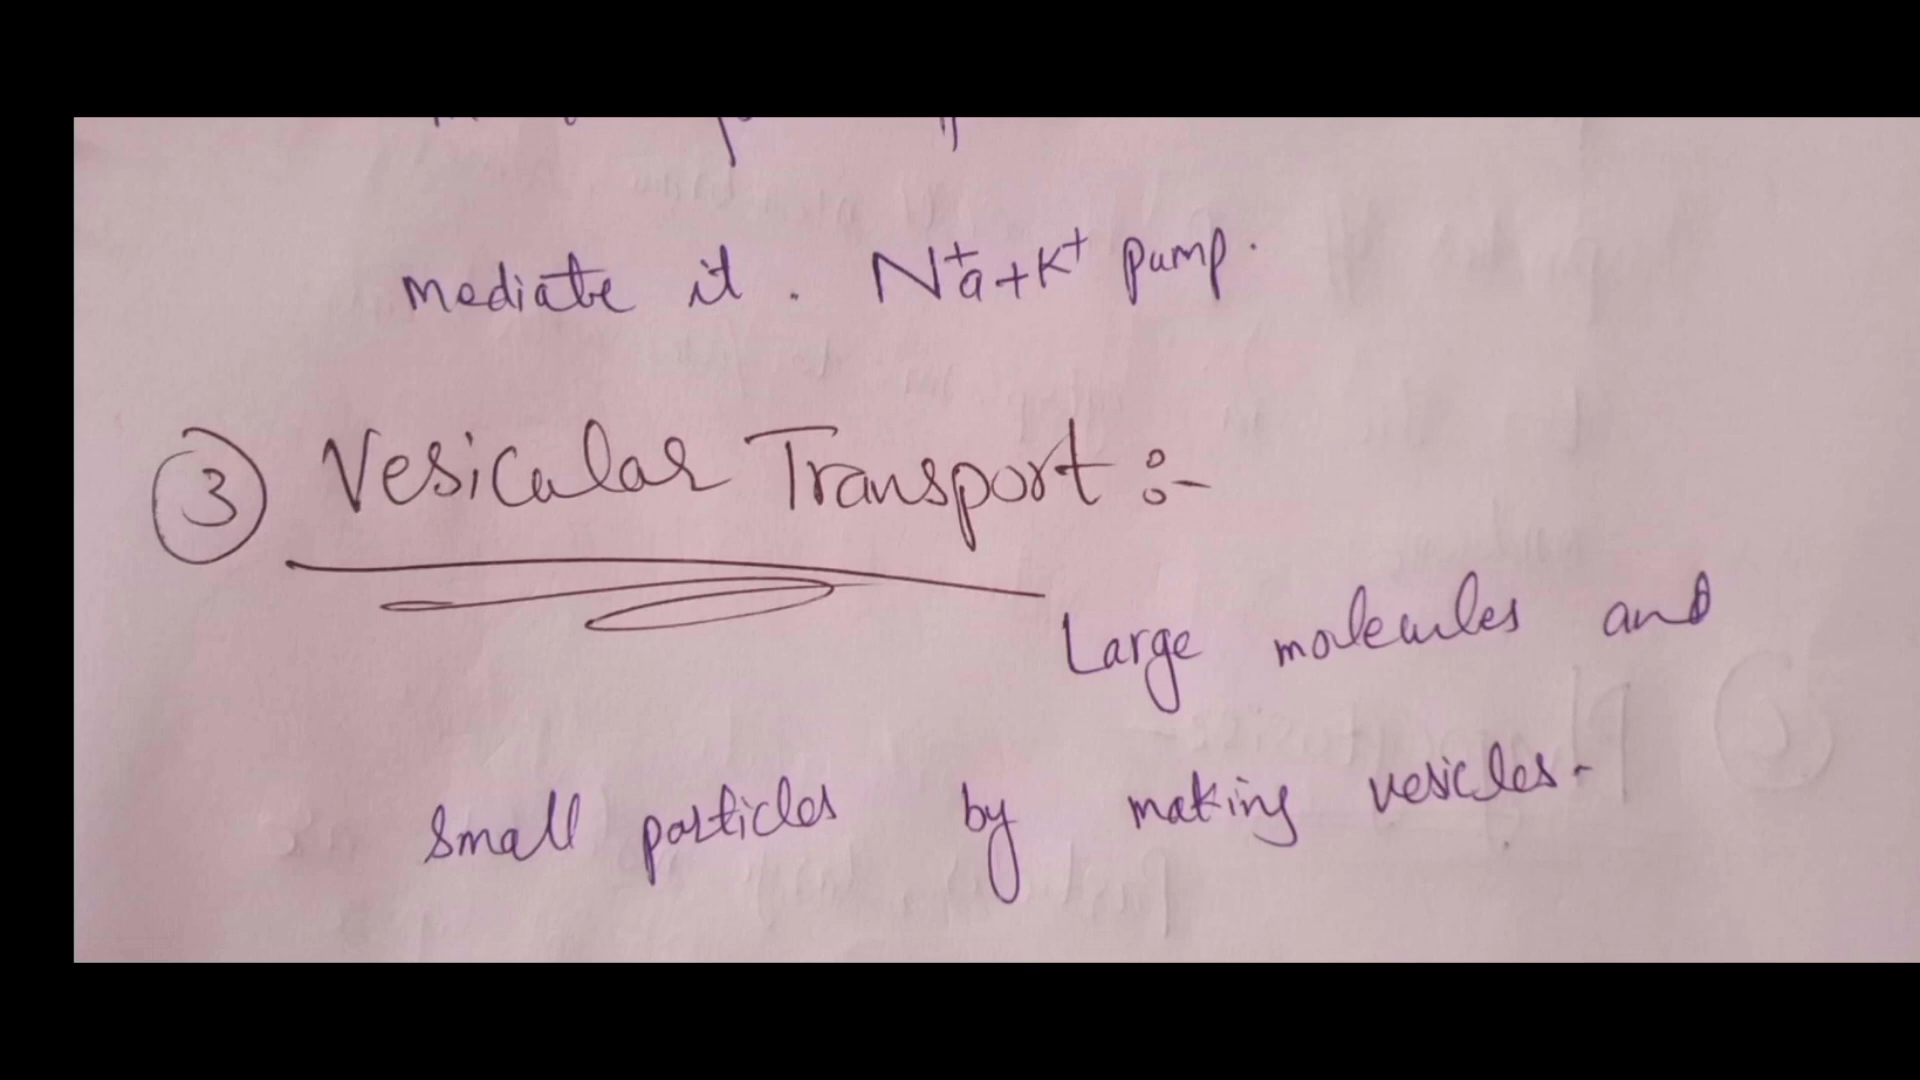 mediate it. Na⁺+K⁺ pump.
③ Vesicular Transport :-
Large molecules and
small particles by making vesicles.